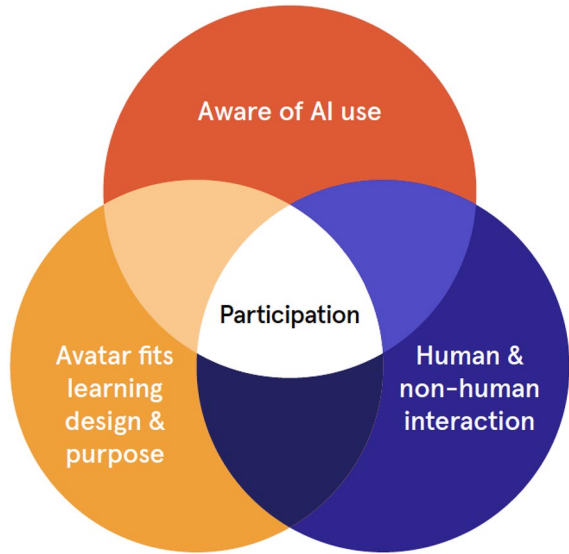 Aware of AI use
Participation
Avatar fits
learning
design &
purpose
Human &
non-human
interaction